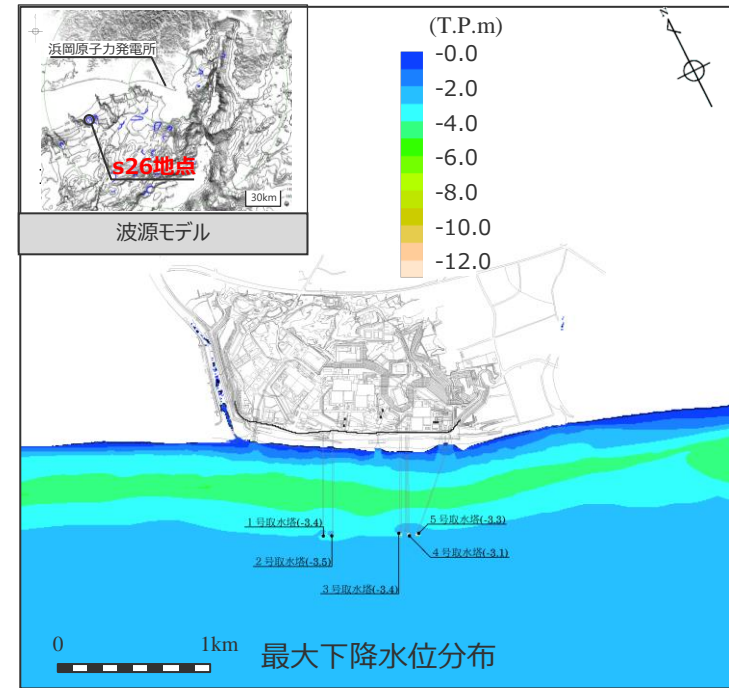 (T.P.m)
浜岡原子力発電所
s26地点
30km
波源モデル
-0.0
-2.0
-4.0
-6.0
-8.0
-10.0
-12.0
N
1号取水塔(-3.4)
2号取水塔(-3.5)
3号取水塔(-3.4)
5号取水塔(-3.3)
4号取水塔(-3.1)
0 1km
最大下降水位分布